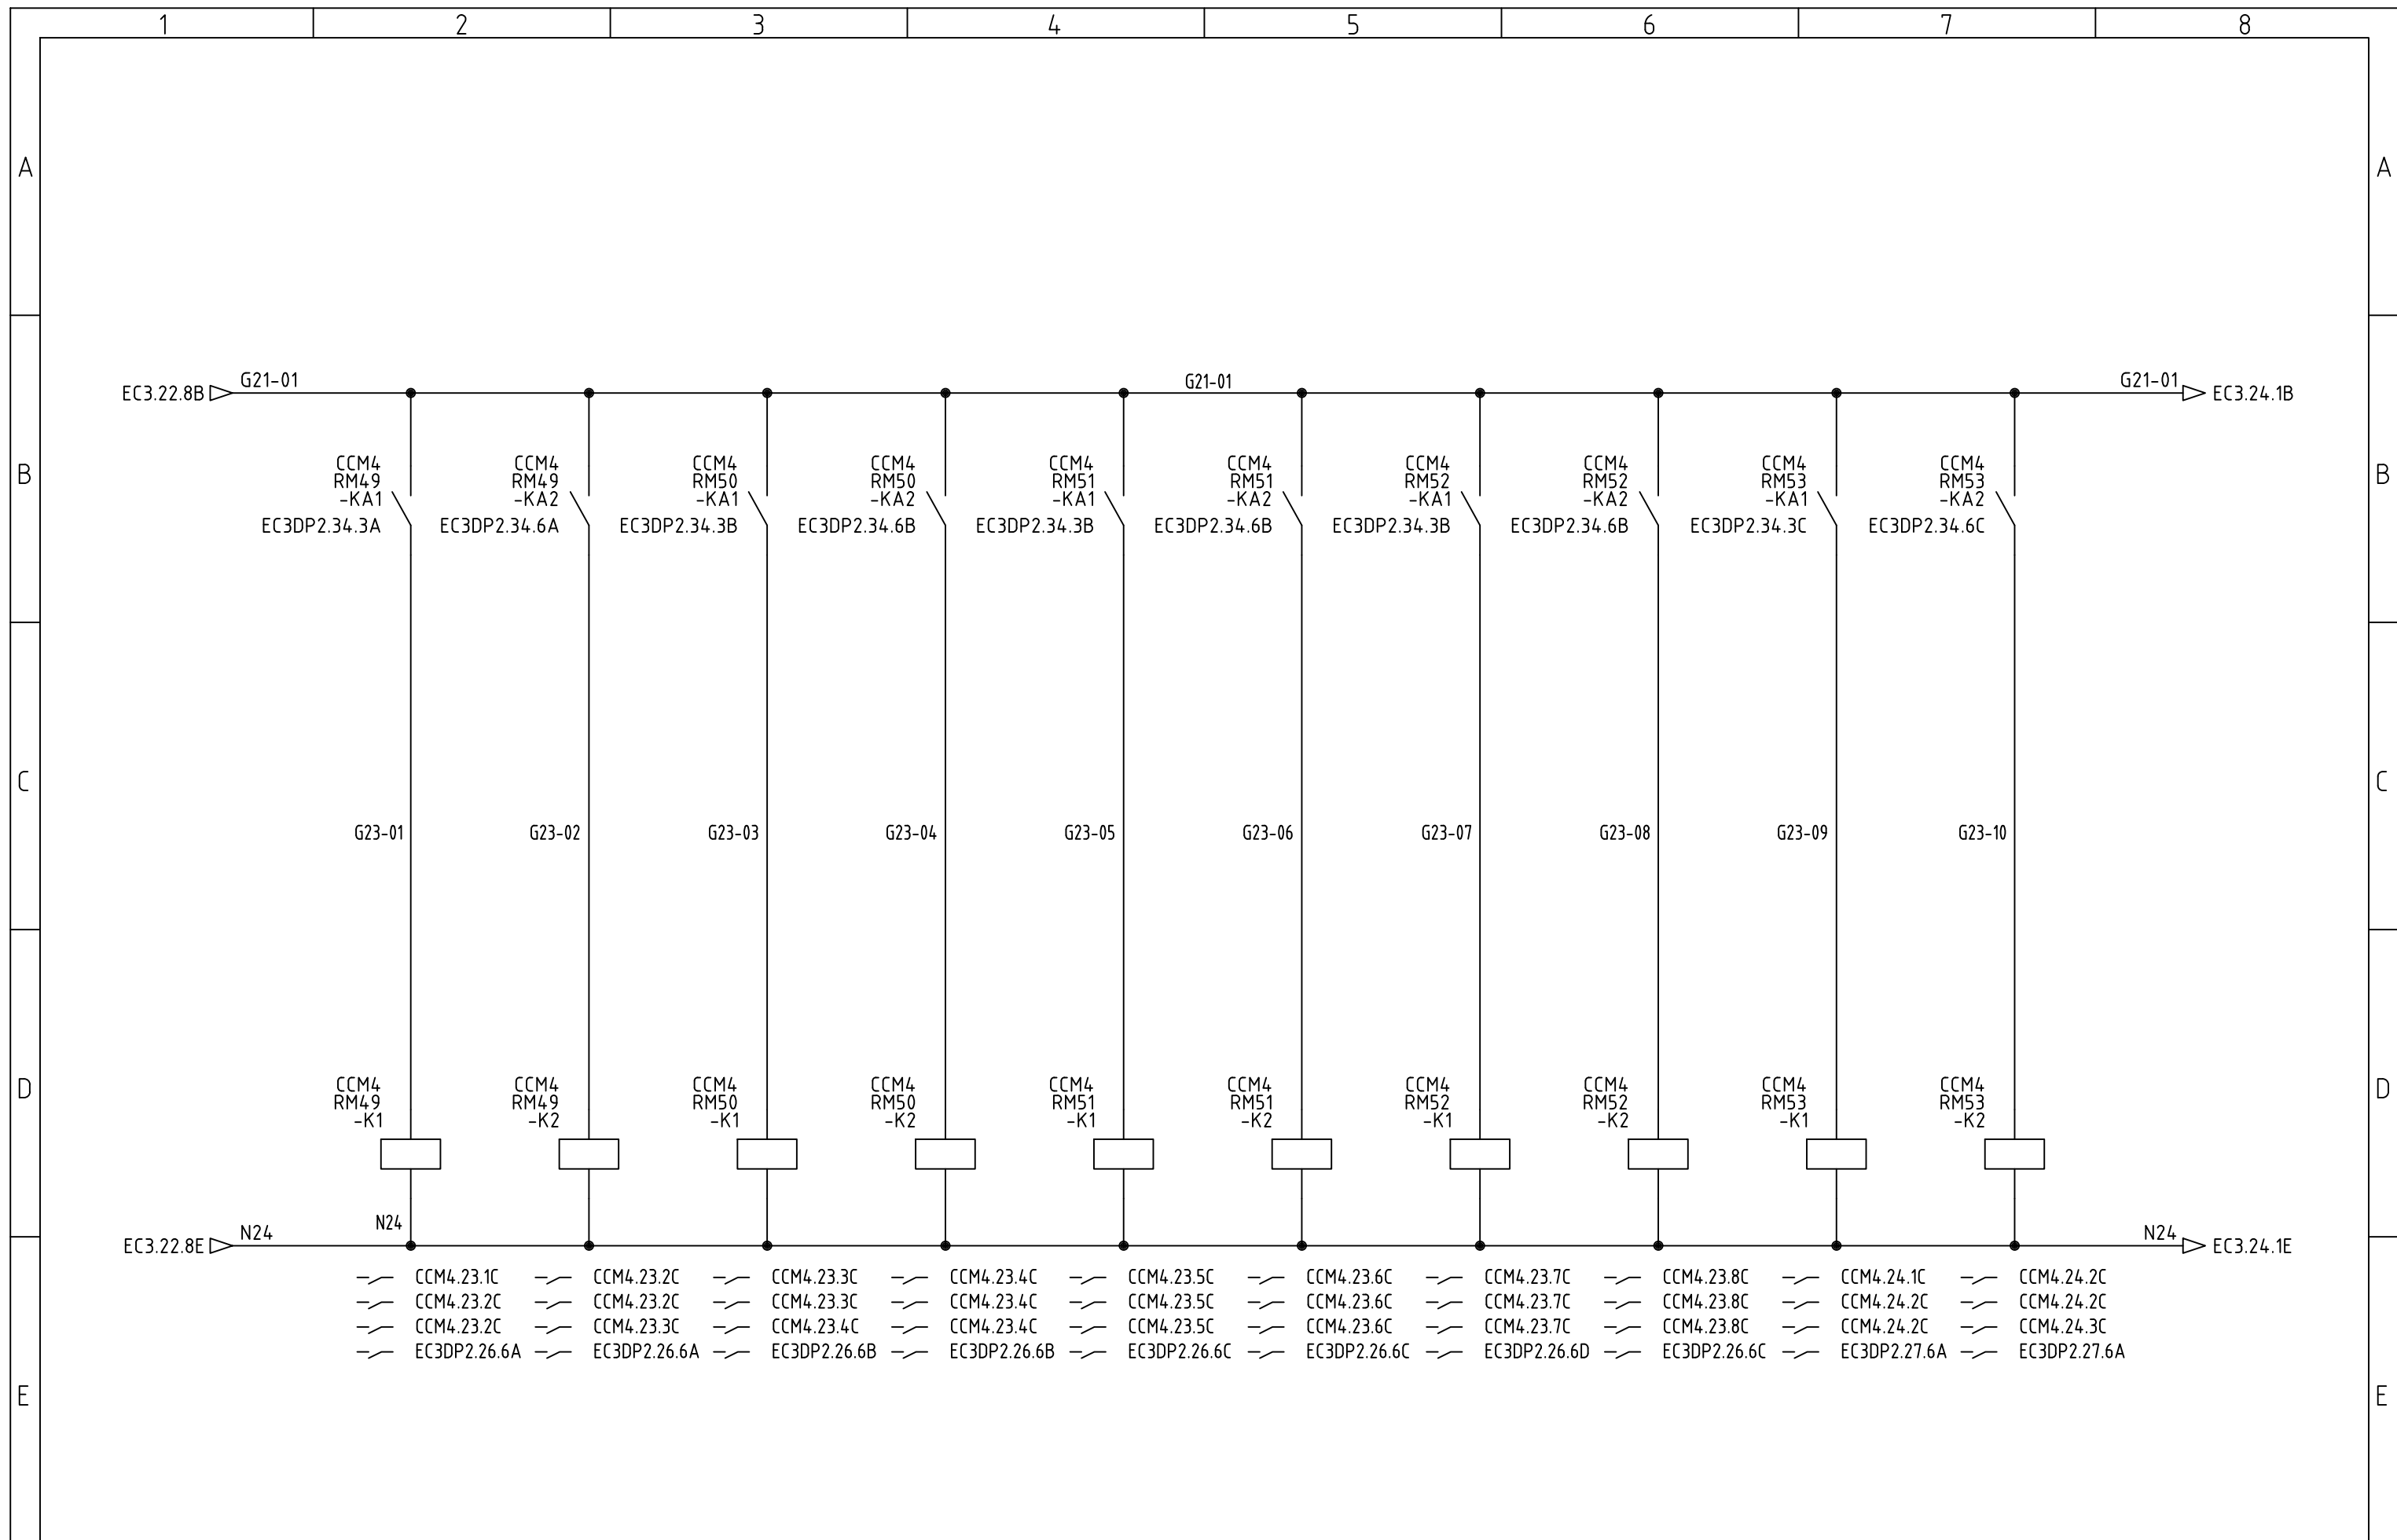 1 2 3 4 5 6 7 8
A A
G21-01 G21-01 G21-01
EC3.22.8B EC3.24.1B
CCM4 CCM4 CCM4 CCM4 CCM4 CCM4 CCM4 CCM4 CCM4 CCM4
B B
RM49 RM49 RM50 RM50 RM51 RM51 RM52 RM52 RM53 RM53
-KA1 -KA2 -KA1 -KA2 -KA1 -KA2 -KA1 -KA2 -KA1 -KA2
EC3DP2.34.3A EC3DP2.34.6A EC3DP2.34.3B EC3DP2.34.6B EC3DP2.34.3B EC3DP2.34.6B EC3DP2.34.3B EC3DP2.34.6B EC3DP2.34.3C EC3DP2.34.6C
C C
G23-01 G23-02 G23-03 G23-04 G23-05 G23-06 G23-07 G23-08 G23-09 G23-10
CCM4 CCM4 CCM4 CCM4 CCM4 CCM4 CCM4 CCM4 CCM4 CCM4
D D
RM49 RM49 RM50 RM50 RM51 RM51 RM52 RM52 RM53 RM53
-K1 -K2 -K1 -K2 -K1 -K2 -K1 -K2 -K1 -K2
N24 N24 N24
EC3.22.8E EC3.24.1E
CCM4.23.1C CCM4.23.2C CCM4.23.3C CCM4.23.4C CCM4.23.5C CCM4.23.6C CCM4.23.7C CCM4.23.8C CCM4.24.1C CCM4.24.2C
CCM4.23.2C CCM4.23.2C CCM4.23.3C CCM4.23.4C CCM4.23.5C CCM4.23.6C CCM4.23.7C CCM4.23.8C CCM4.24.2C CCM4.24.2C
CCM4.23.2C CCM4.23.3C CCM4.23.4C CCM4.23.4C CCM4.23.5C CCM4.23.6C CCM4.23.7C CCM4.23.8C CCM4.24.2C CCM4.24.3C
EC3DP2.26.6A EC3DP2.26.6A EC3DP2.26.6B EC3DP2.26.6B EC3DP2.26.6C EC3DP2.26.6C EC3DP2.26.6D EC3DP2.26.6C EC3DP2.27.6A EC3DP2.27.6A
E E